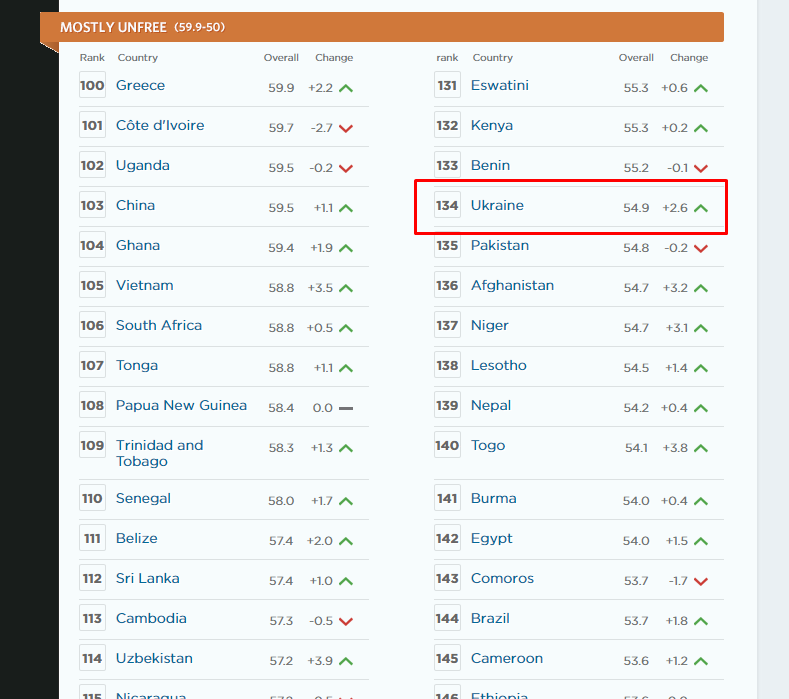 MOSTLY UNFREE (59.9-50)
Rank Country Overall Change
100 Greece 59.9 +2.2
101 Côte d'Ivoire 59.7 -2.7
102 Uganda 59.5 -0.2
103 China 59.5 +1.1
104 Ghana 59.4 +1.9
105 Vietnam 58.8 +3.5
106 South Africa 58.8 +0.5
107 Tonga 58.8 +1.1
108 Papua New Guinea 58.4 0.0
109 Trinidad and 58.3 +1.3
Tobago
110 Senegal 58.0 +1.7
111 Belize 57.4 +2.0
112 Sri Lanka 57.4 +1.0
113 Cambodia 57.3 -0.5
114 Uzbekistan 57.2 +3.9
115 Nicaragua
rank Country Overall Change
131 Eswatini 55.3 +0.6
132 Kenya 55.3 +0.2
133 Benin 55.2 -0.1
134 Ukraine 54.9 +2.6
135 Pakistan 54.8 -0.2
136 Afghanistan 54.7 +3.2
137 Niger 54.7 +3.1
138 Lesotho 54.5 +1.4
139 Nepal 54.2 +0.4
140 Togo 54.1 +3.8
141 Burma 54.0 +0.4
142 Egypt 54.0 +1.5
143 Comoros 53.7 -1.7
144 Brazil 53.7 +1.8
145 Cameroon 53.6 +1.2
146 Ethiopia